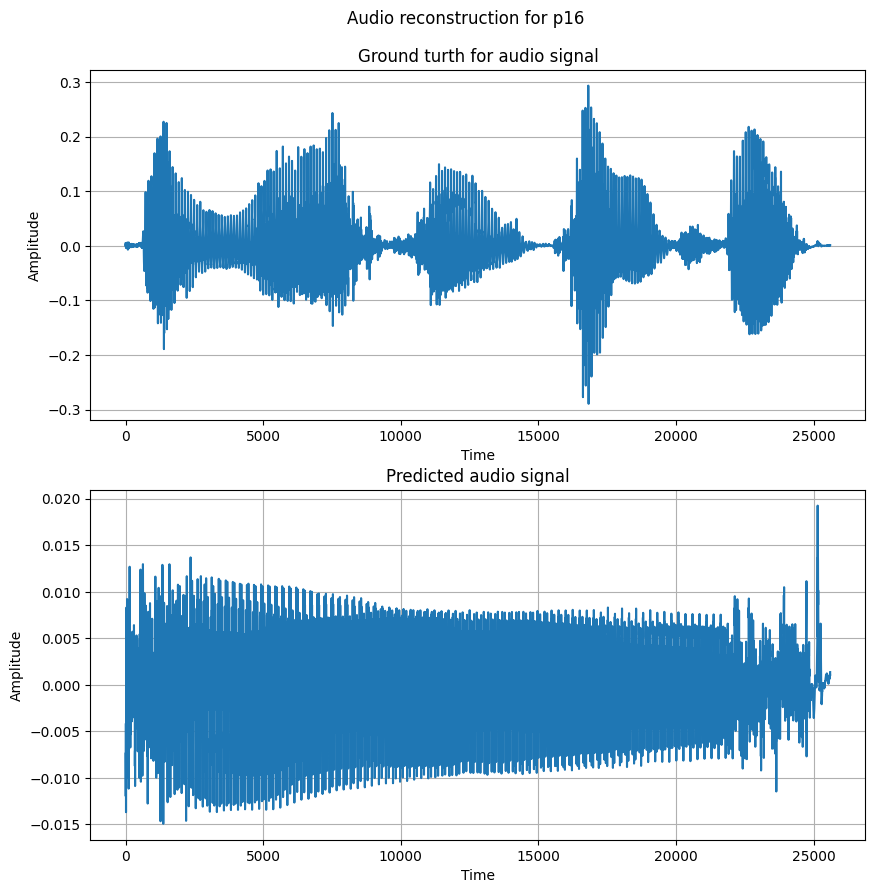 Audio reconstruction for p16
Ground turth for audio signal
0.3
0.2
0.1
0.0
−0.1
−0.2
−0.3
Amplitude
0 5000 10000 15000 20000 25000
Time
Predicted audio signal
0.020
0.015
0.010
0.005
0.000
−0.005
−0.010
−0.015
Amplitude
0 5000 10000 15000 20000 25000
Time